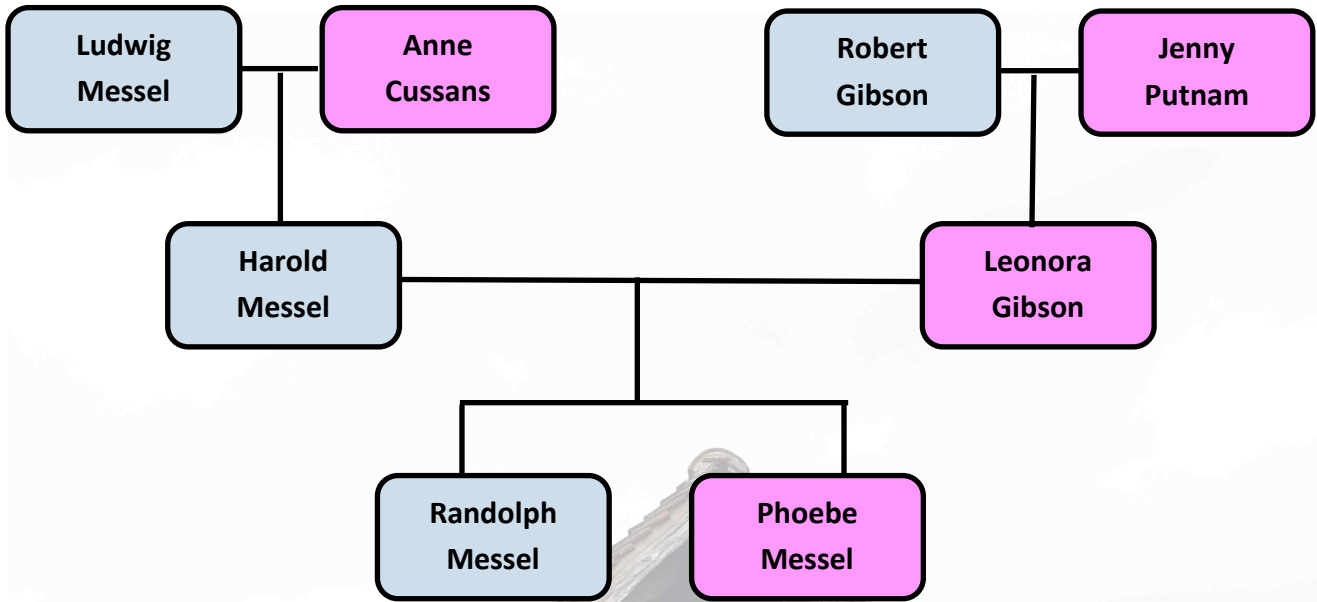 Ludwig
Messel
Anne
Cussans
Robert
Gibson
Jenny
Putnam
Harold
Messel
Leonora
Gibson
Randolph
Messel
Phoebe
Messel